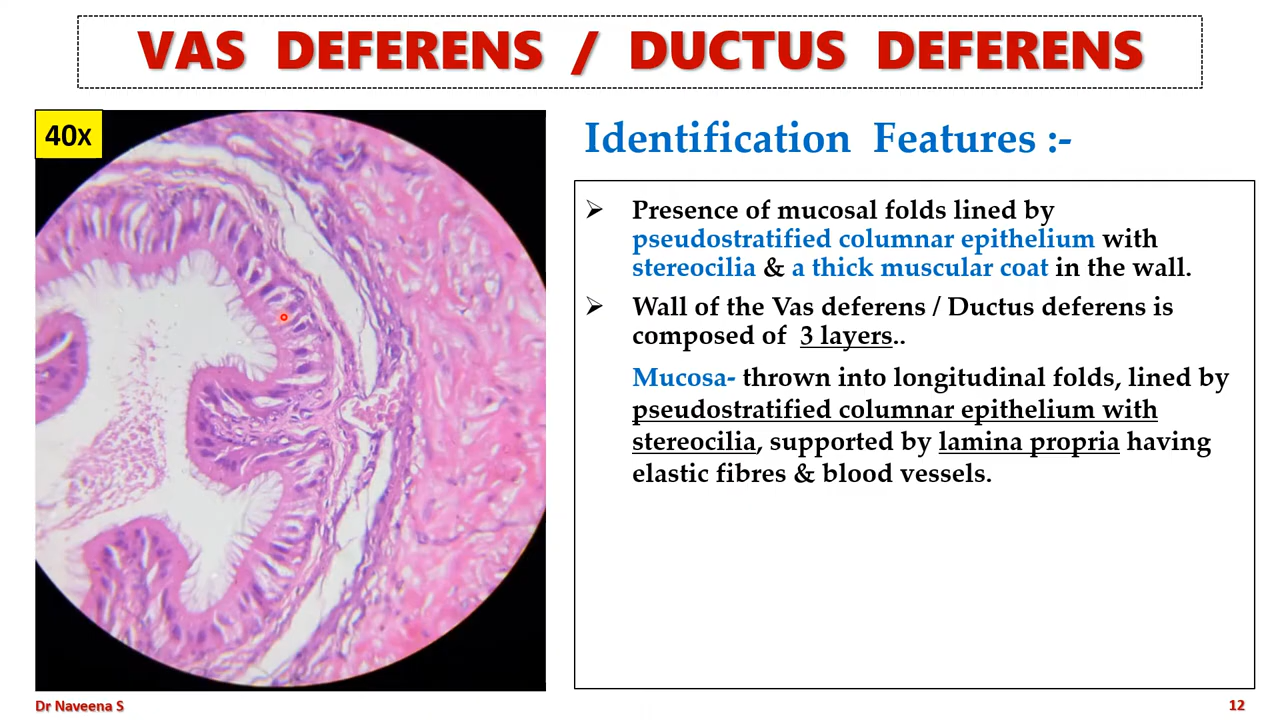 VAS DEFERENS / DUCTUS DEFERENS
40x
Identification Features :-
➢ Presence of mucosal folds lined by
pseudostratified columnar epithelium with
stereocilia & a thick muscular coat in the wall.
➢ Wall of the Vas deferens / Ductus deferens is
composed of 3 layers..
Mucosa- thrown into longitudinal folds, lined by
pseudostratified columnar epithelium with
stereocilia, supported by lamina propria having
elastic fibres & blood vessels.
Dr Naveena S
12